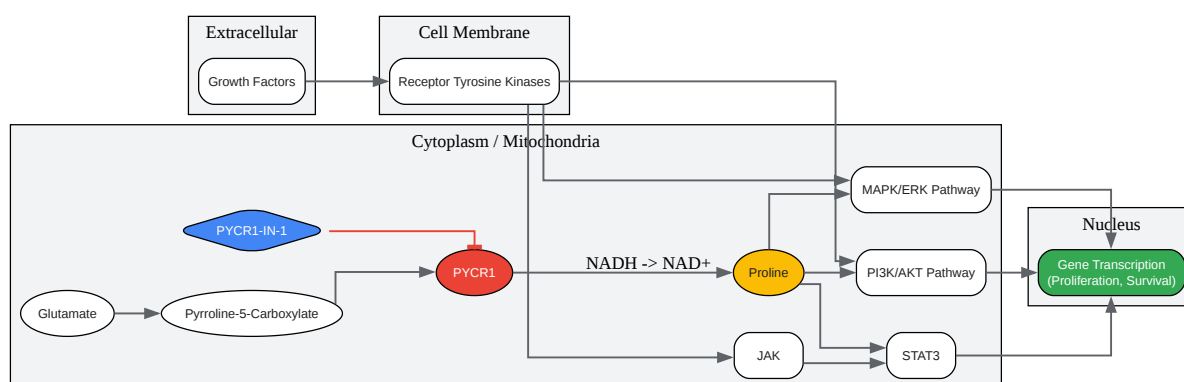 Extracellular
Cell Membrane
Growth Factors
Receptor Tyrosine Kinases
Cytoplasm / Mitochondria
MAPK/ERK Pathway
PYCR1-IN-1
Nucleus
PYCR1
NADH -> NAD+
Proline
PI3K/AKT Pathway
Gene Transcription
(Proliferation, Survival)
Glutamate
Pyrroline-5-Carboxylate
JAK
STAT3